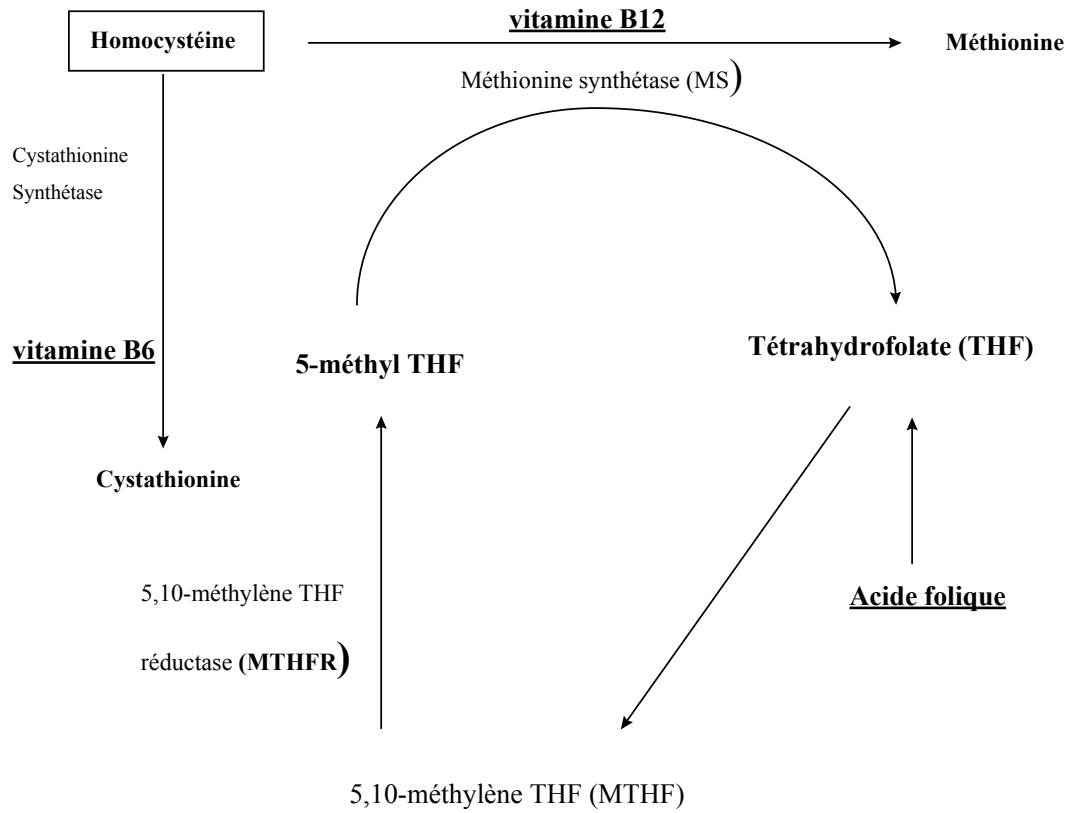 vitamine B12
Homocystéine
Méthionine
Méthionine synthétase (MS)
Cystathionine
Synthétase
vitamine B6
5-méthyl THF
Tétrahydrofolate (THF)
Cystathionine
5,10-méthylène THF
réductase (MTHFR)
Acide folique
5,10-méthylène THF (MTHF)